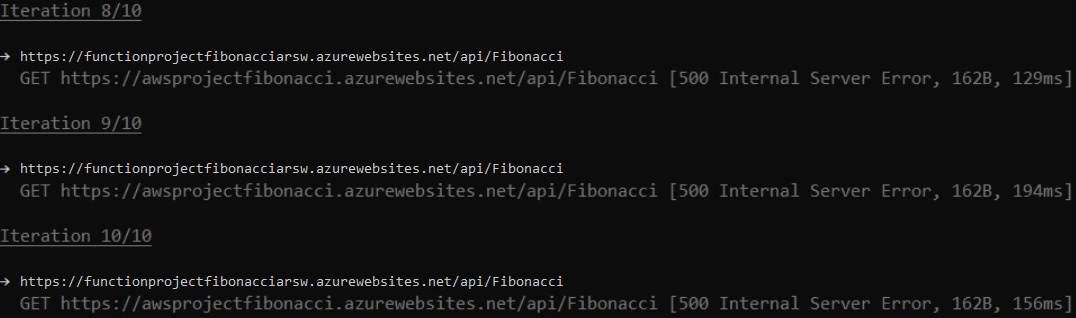 Iteration 8/10
→ https://functionprojectfibonacciarsw.azurewebsites.net/api/Fibonacci
GET https://awsprojectfibonacci.azurewebsites.net/api/Fibonacci [500 Internal Server Error, 162B, 129ms]
Iteration 9/10
→ https://functionprojectfibonacciarsw.azurewebsites.net/api/Fibonacci
GET https://awsprojectfibonacci.azurewebsites.net/api/Fibonacci [500 Internal Server Error, 162B, 194ms]
Iteration 10/10
→ https://functionprojectfibonacciarsw.azurewebsites.net/api/Fibonacci
GET https://awsprojectfibonacci.azurewebsites.net/api/Fibonacci [500 Internal Server Error, 162B, 156ms]